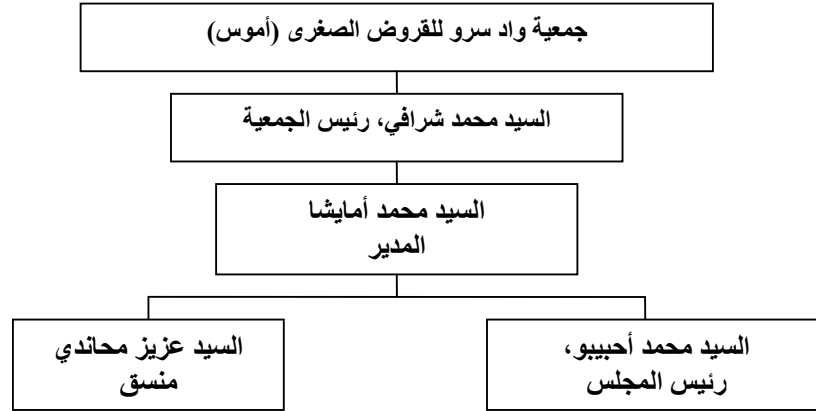 جمعية واد سرو للقروض الصغرى (أموس)
السيد محمد شرافي، رئيس الجمعية
السيد محمد أمايشا
المدير
السيد محمد أحبيبو،
رئيس المجلس
السيد عزيز محاندي
منسق